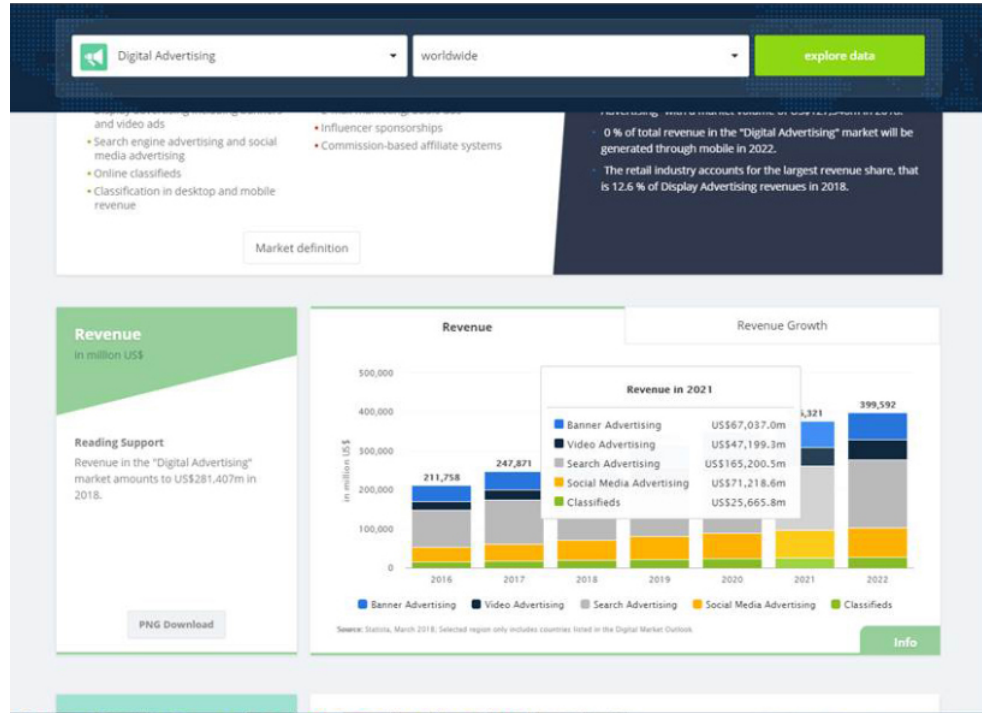 Digital Advertising
worldwide
explore data
and video ads
Search engine advertising and social
media advertising
Online classifieds
Classification in desktop and mobile
revenue
Influencer sponsorships
Commission-based affiliate systems
Market definition
0 % of total revenue in the "Digital Advertising" market will be
generated through mobile in 2022.
The retail industry accounts for the largest revenue share, that
is 12.6 % of Display Advertising revenues in 2018.
Revenue
in million US$
Reading Support
Revenue in the "Digital Advertising"
market amounts to US$281,407m in
2018.
PNG Download
Revenue
Revenue Growth
in million US$
500,000
400,000
300,000
200,000
100,000
0
211,758
247,871
399,592
Revenue in 2021
Banner Advertising US$67,037.0m
Video Advertising US$47,199.3m
Search Advertising US$165,200.5m
Social Media Advertising US$71,218.6m
Classifieds US$25,665.8m
2016 2017 2018 2019 2020 2021 2022
Banner Advertising Video Advertising Search Advertising Social Media Advertising Classifieds
Source: Statista, March 2018; Selected region only includes countries listed in the Digital Market Outlook.
Info